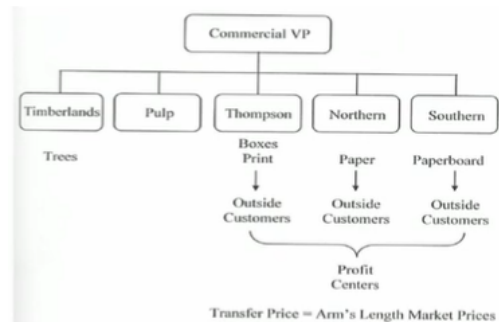 Commercial VP
Timberlands
Pulp
Thompson
Northern
Southern
Trees
Boxes
Print
Paper
Paperboard
Outside
Customers
Outside
Customers
Outside
Customers
Profit
Centers
Transfer Price = Arm's Length Market Prices